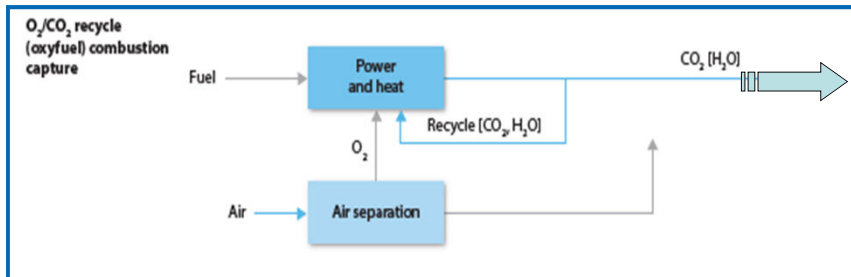 O₂/CO₂ recycle
(oxyfuel) combustion
capture
Fuel
Power
and heat
CO₂ [H₂O]
Recycle [CO₂, H₂O]
O₂
Air
Air separation